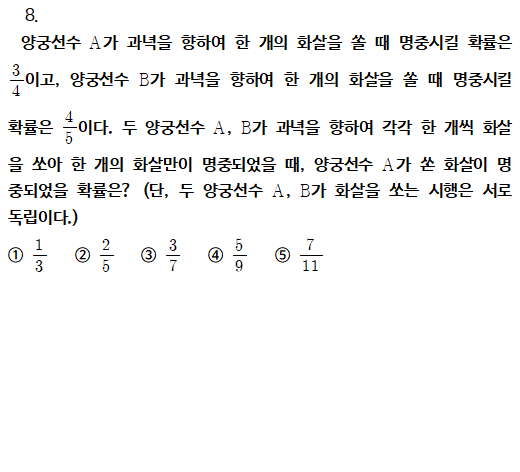 8.
양궁선수 A가 과녁을 향하여 한 개의 화살을 쏠 때 명중시킬 확률은
3/4이고, 양궁선수 B가 과녁을 향하여 한 개의 화살을 쏠 때 명중시킬
확률은 4/5이다. 두 양궁선수 A, B가 과녁을 향하여 각각 한 개씩 화살
을 쏘아 한 개의 화살만이 명중되었을 때, 양궁선수 A가 쏜 화살이 명
중되었을 확률은? (단, 두 양궁선수 A, B가 화살을 쏘는 시행은 서로
독립이다.)
① 1/3 ② 2/5 ③ 3/7 ④ 5/9 ⑤ 7/11